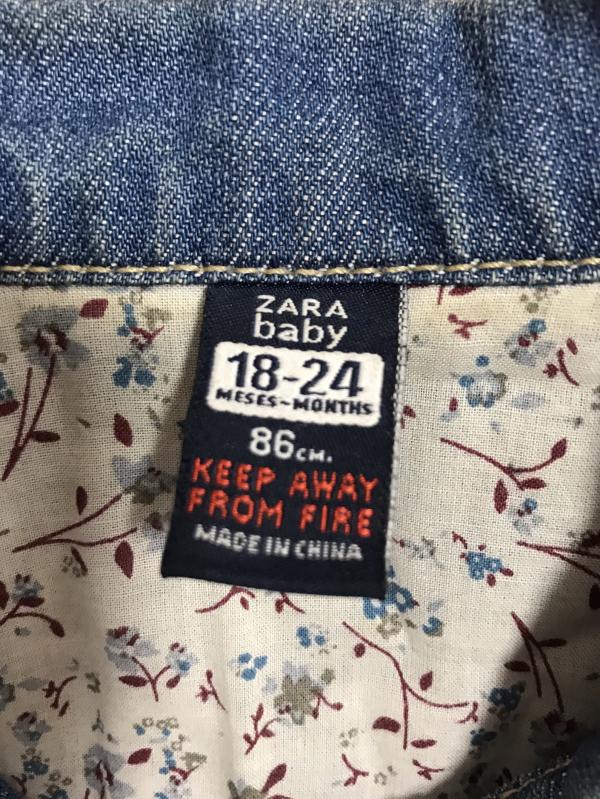 ZARA
baby
18-24
MESES~MONTHS
86CM.
KEEP AWAY
FROM FIRE
MADE IN CHINA